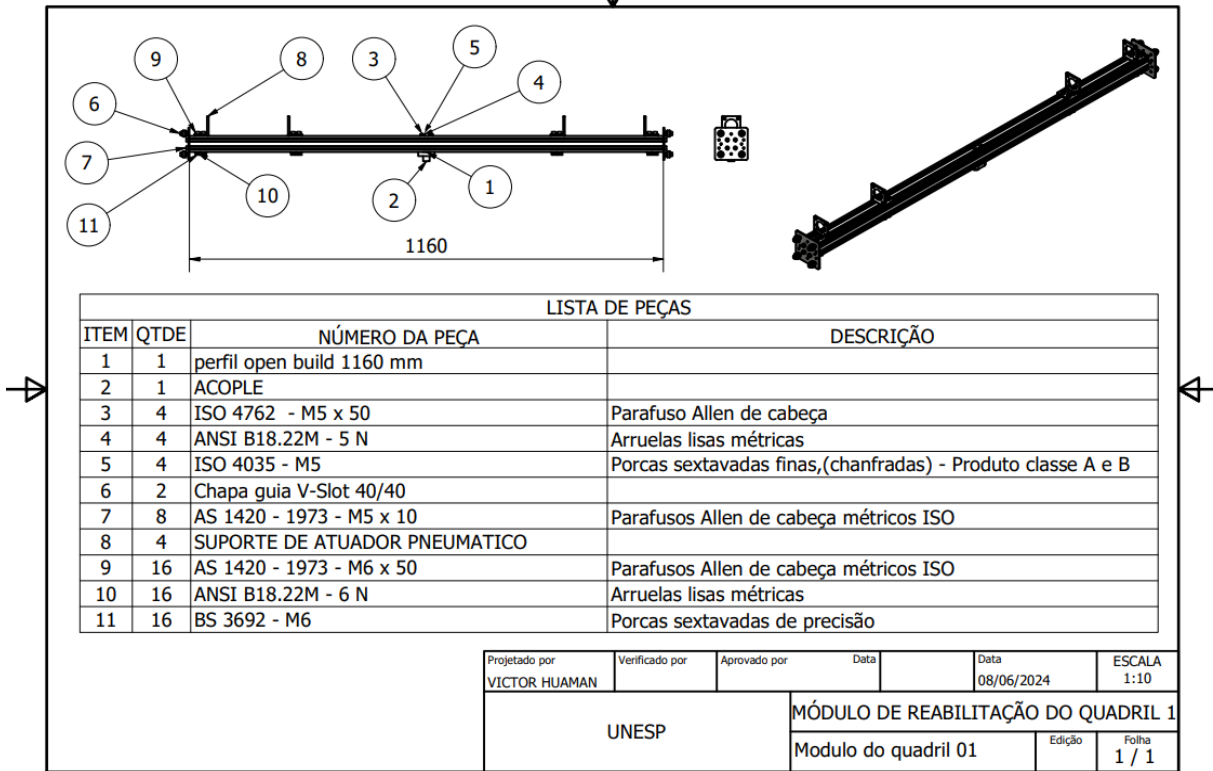 9
8
3
5
4
6
7
10
2
1
11
1160
LISTA DE PEÇAS
ITEM QTDE NÚMERO DA PEÇA DESCRIÇÃO
1 1 perfil open build 1160 mm
2 1 ACOPLE
3 4 ISO 4762 - M5 x 50 Parafuso Allen de cabeça
4 4 ANSI B18.22M - 5 N Arruelas lisas métricas
5 4 ISO 4035 - M5 Porcas sextavadas finas,(chanfradas) - Produto classe A e B
6 2 Chapa guia V-Slot 40/40
7 8 AS 1420 - 1973 - M5 x 10 Parafusos Allen de cabeça métricos ISO
8 4 SUPORTE DE ATUADOR PNEUMATICO
9 16 AS 1420 - 1973 - M6 x 50 Parafusos Allen de cabeça métricos ISO
10 16 ANSI B18.22M - 6 N Arruelas lisas métricas
11 16 BS 3692 - M6 Porcas sextavadas de precisão
Projetado por Verificado por Aprovado por Data Data ESCALA
VICTOR HUAMAN 08/06/2024 1:10
UNESP
MÓDULO DE REABILITAÇÃO DO QUADRIL 1
Modulo do quadril 01 Edição Folha
1 / 1